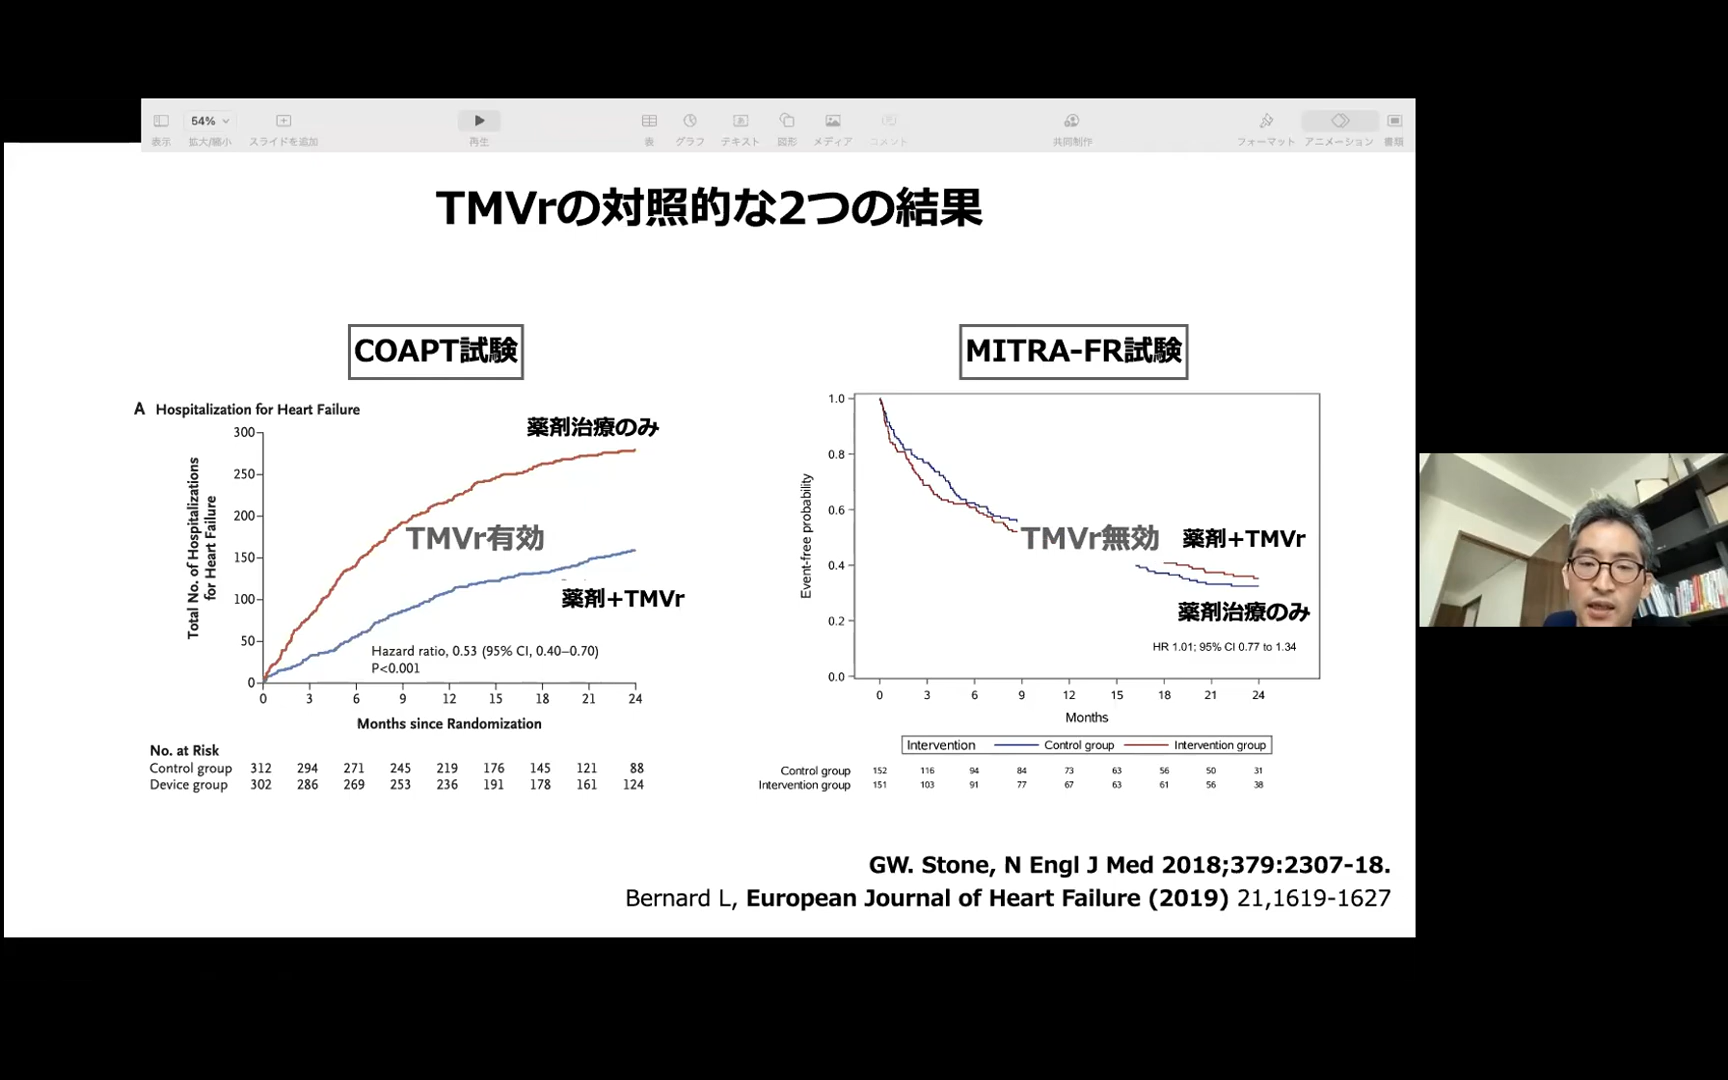 54%
表示
拡大/縮小
スライドを追加
再生
表
グラフ
テキスト
図形
メディア
コメント
共同制作
フォーマット
アニメーション
書類
TMVrの対照的な2つの結果
COAPT試験
A Hospitalization for Heart Failure
Total No. of Hospitalizations
for Heart Failure
300
250
200
150
100
50
0
薬剤治療のみ
TMVr有効
薬剤+TMVr
Hazard ratio, 0.53 (95% CI, 0.40–0.70)
P<0.001
0 3 6 9 12 15 18 21 24
Months since Randomization
No. at Risk
Control group 312 294 271 245 219 176 145 121 88
Device group 302 286 269 253 236 191 178 161 124
MITRA-FR試験
Event-free probability
1.0
0.8
0.6
0.4
0.2
0.0
TMVr無効
薬剤+TMVr
薬剤治療のみ
HR 1.01; 95% CI 0.77 to 1.34
0 3 6 9 12 15 18 21 24
Months
Intervention Control group Intervention group
Control group 152 116 94 84 73 63 56 50 31
Intervention group 151 103 91 77 67 63 61 56 38
GW. Stone, N Engl J Med 2018;379:2307-18.
Bernard L, European Journal of Heart Failure (2019) 21,1619-1627